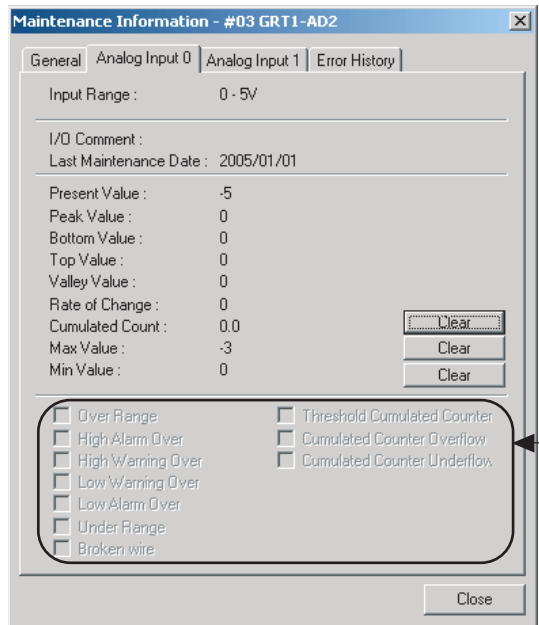 Maintenance Information - #03 GRT1-AD2
General Analog Input 0 Analog Input 1 Error History
Input Range : 0 - 5V
I/O Comment :
Last Maintenance Date : 2005/01/01
Present Value : -5
Peak Value : 0
Bottom Value : 0
Top Value : 0
Valley Value : 0
Rate of Change : 0
Cumulated Count : 0.0 Clear
Max Value : -3 Clear
Min Value : 0 Clear
Over Range Threshold Cumulated Counter
High Alarm Over Cumulated Counter Overflow
High Warning Over Cumulated Counter Underflow
Low Warning Over
Low Alarm Over
Under Range
Broken wire
Close